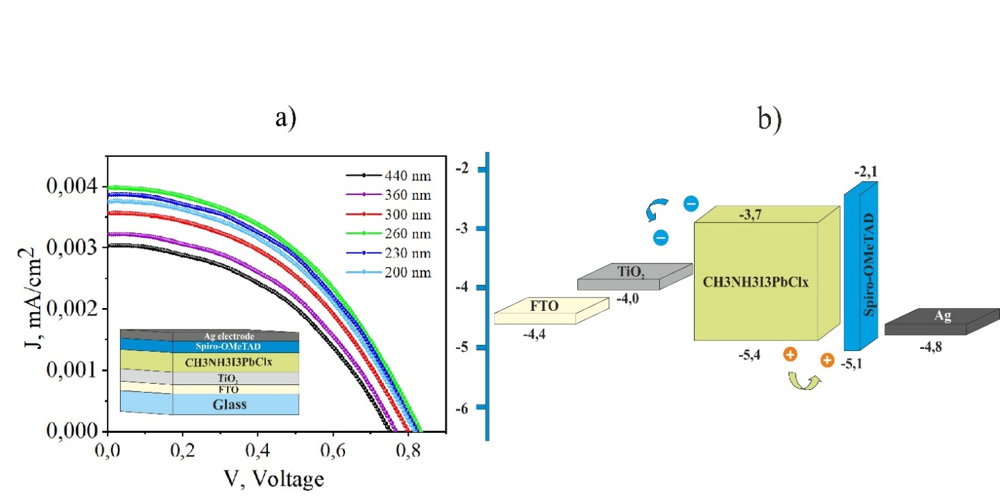 a)
J, mA/cm2
0,004
0,003
0,002
0,001
0,000
0,0
0,2
0,4
0,6
0,8
V, Voltage
440 nm
360 nm
300 nm
260 nm
230 nm
200 nm
Ag electrode
Spiro-OMeTAD
CH3NH3I3PbClx
TiO₂
FTO
Glass
b)
-2
-3
-4
-5
-6
FTO
-4,4
TiO₂
-4,0
-3,7
CH3NH3I3PbClx
-5,4
-2,1
Spiro-OMeTAD
-5,1
Ag
-4,8